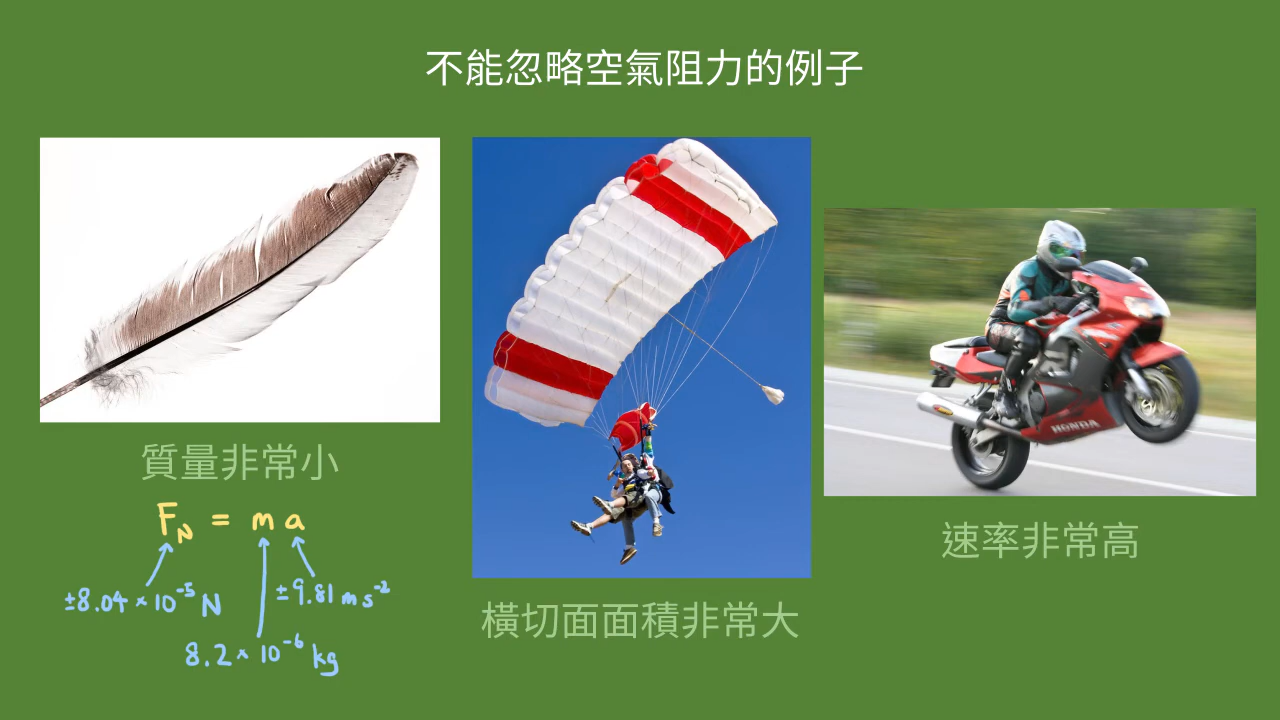 不能忽略空氣阻力的例子
質量非常小
F_N = m a
±8.04 × 10⁻⁵ N
±9.81 m s⁻²
8.2 × 10⁻⁶ kg
橫切面面積非常大
HONDA
速率非常高